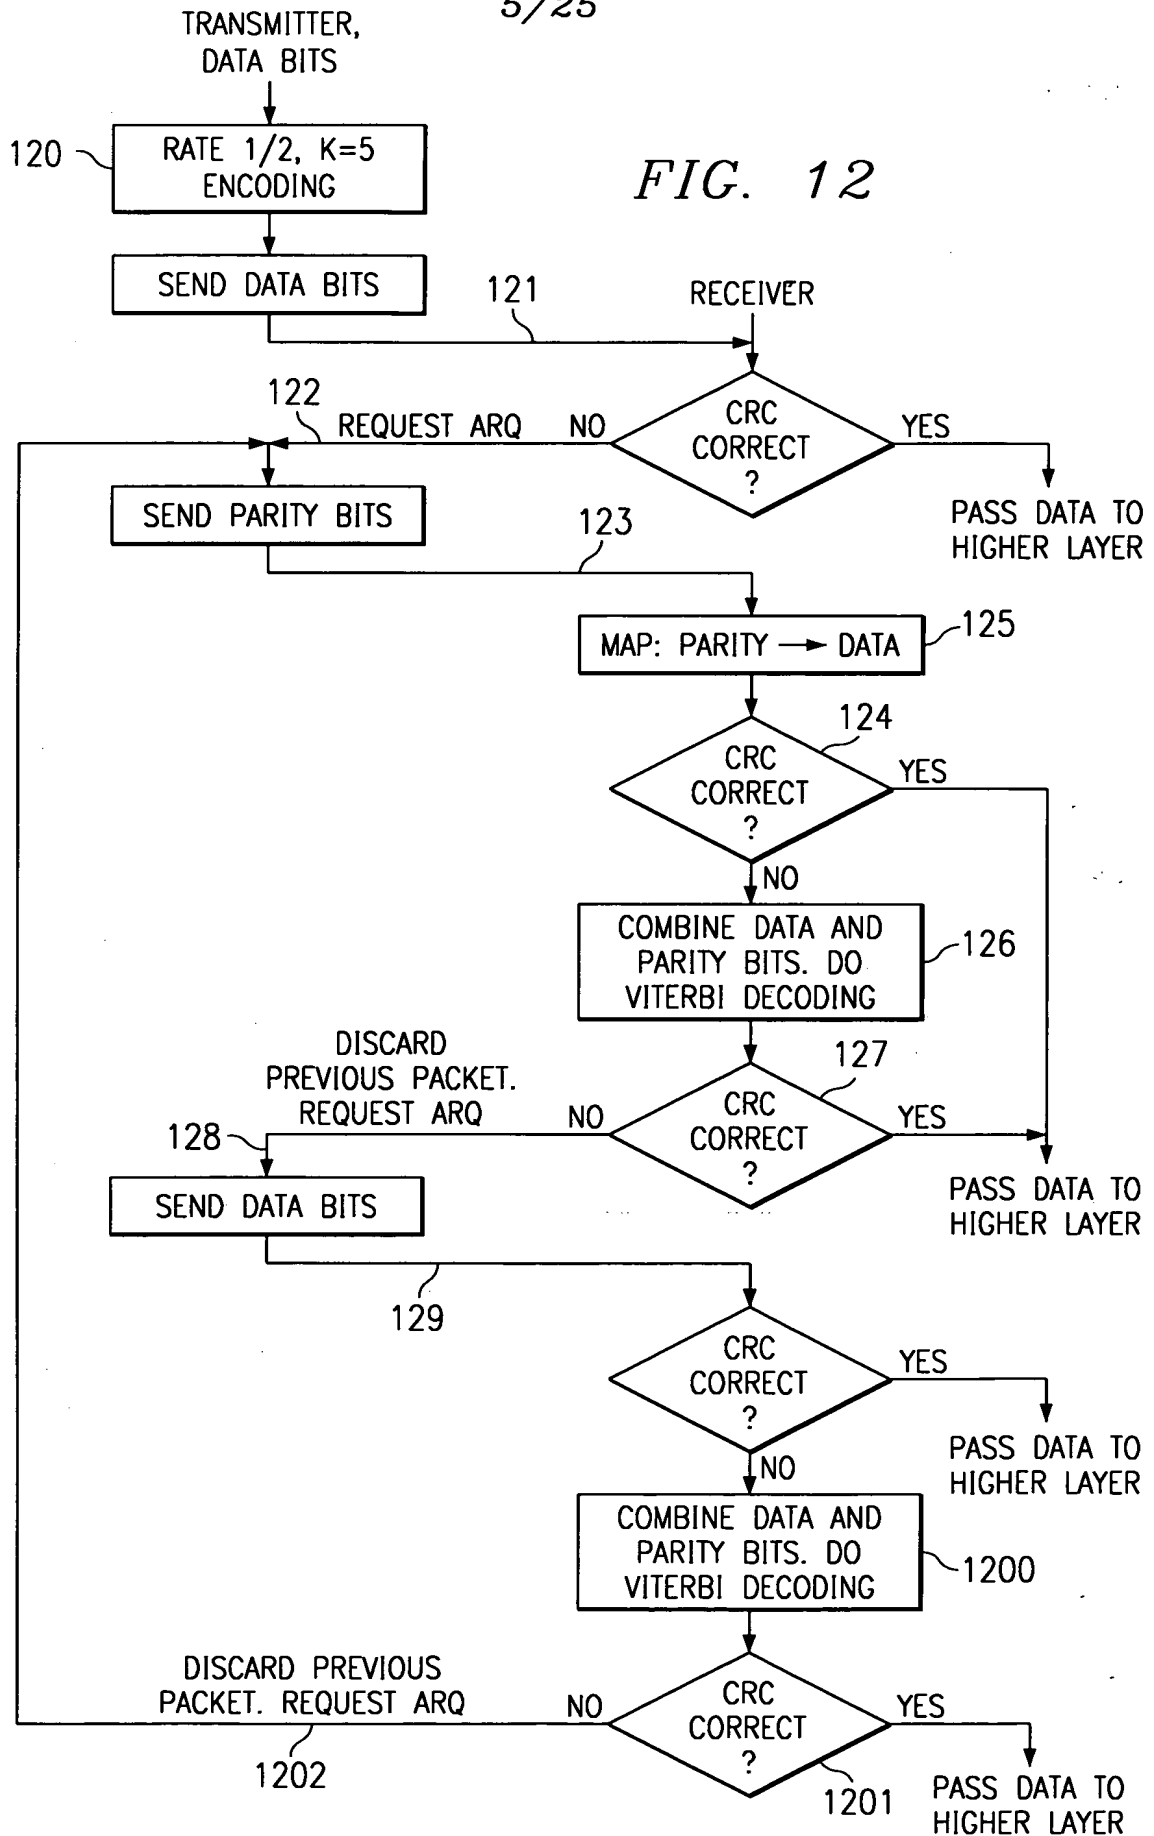 5/25
TRANSMITTER,
DATA BITS
120
RATE 1/2, K=5
ENCODING
FIG. 12
SEND DATA BITS
121
RECEIVER
122
REQUEST ARQ
NO
CRC
CORRECT
?
YES
SEND PARITY BITS
PASS DATA TO
HIGHER LAYER
123
MAP: PARITY → DATA
125
124
CRC
CORRECT
?
YES
NO
COMBINE DATA AND
PARITY BITS. DO
VITERBI DECODING
126
DISCARD
PREVIOUS PACKET.
REQUEST ARQ
NO
127
CRC
CORRECT
?
YES
128
SEND DATA BITS
PASS DATA TO
HIGHER LAYER
129
CRC
CORRECT
?
YES
PASS DATA TO
HIGHER LAYER
NO
COMBINE DATA AND
PARITY BITS. DO
VITERBI DECODING
1200
DISCARD PREVIOUS
PACKET. REQUEST ARQ
NO
1202
CRC
CORRECT
?
YES
1201
PASS DATA TO
HIGHER LAYER